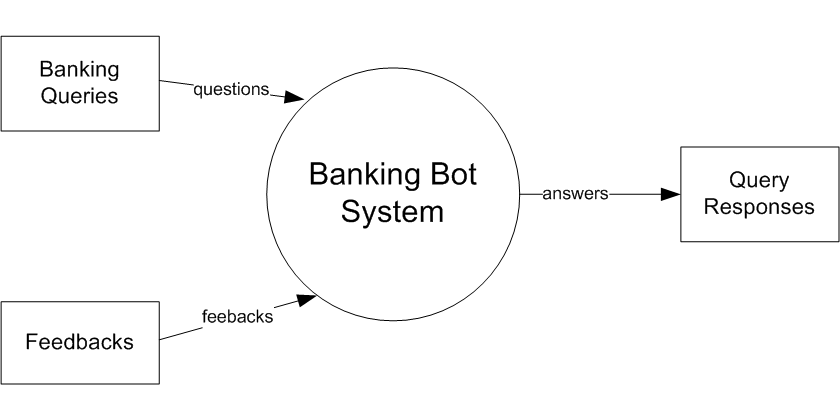 Banking
Queries
questions
Banking Bot
System
answers
Query
Responses
feebacks
Feedbacks